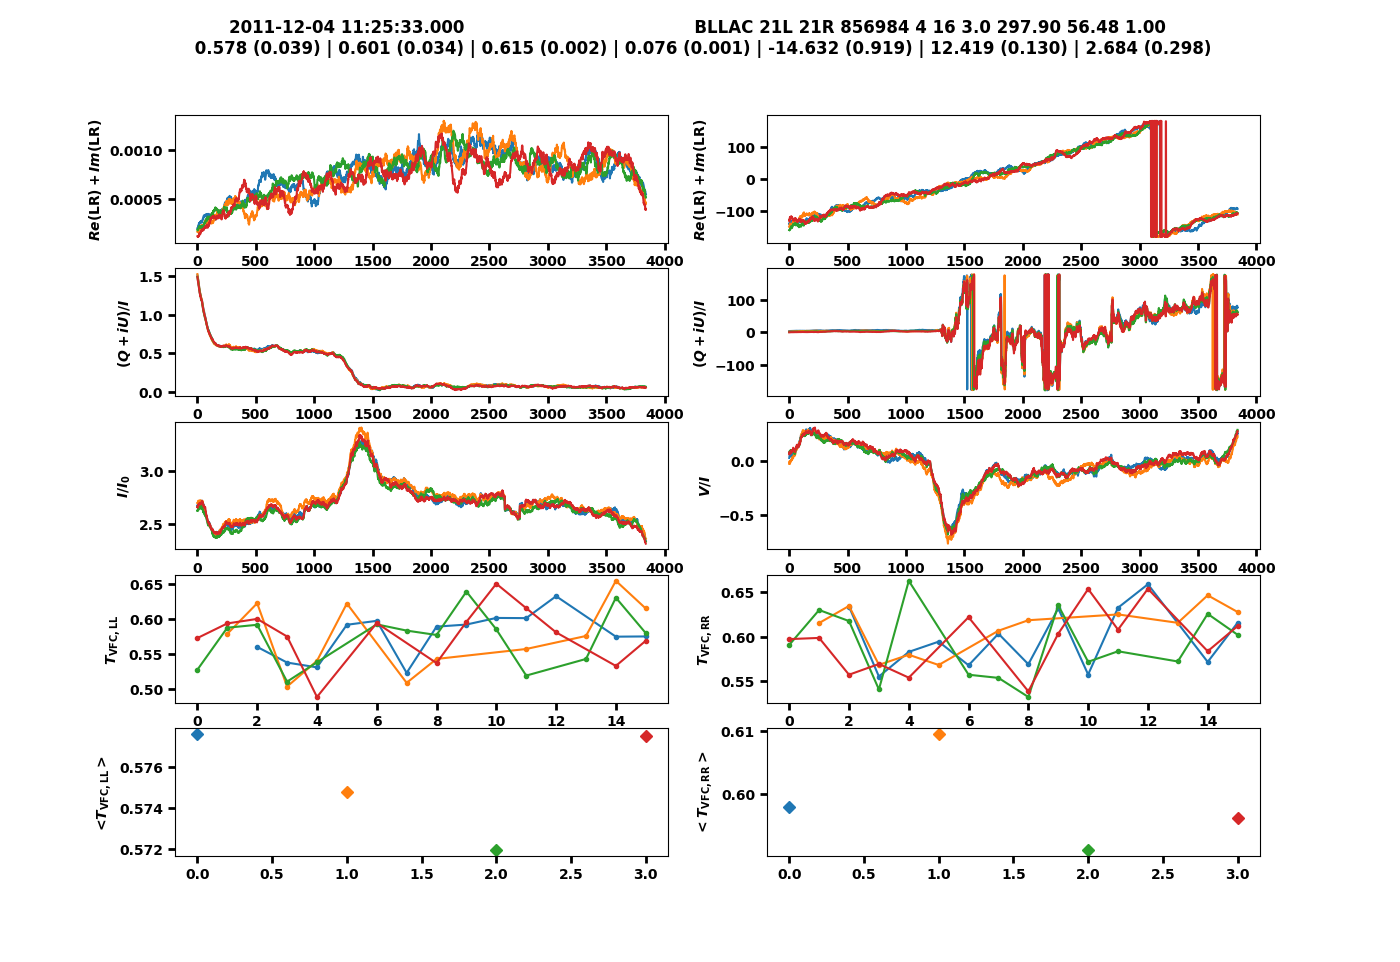 2011-12-04 11:25:33.000 BLLAC 21L 21R 856984 4 16 3.0 297.90 56.48 1.00
0.578 (0.039) | 0.601 (0.034) | 0.615 (0.002) | 0.076 (0.001) | -14.632 (0.919) | 12.419 (0.130) | 2.684 (0.298)
Re(LR) + Im(LR)
0.0010
0.0005
0 500 1000 1500 2000 2500 3000 3500 4000
Re(LR) + Im(LR)
100
0
−100
0 500 1000 1500 2000 2500 3000 3500 4000
(Q + iU)/I
1.5
1.0
0.5
0.0
0 500 1000 1500 2000 2500 3000 3500 4000
(Q + iU)/I
100
0
−100
0 500 1000 1500 2000 2500 3000 3500 4000
I/I0
3.0
2.5
0 500 1000 1500 2000 2500 3000 3500 4000
V/I
0.0
−0.5
0 500 1000 1500 2000 2500 3000 3500 4000
TVFC, LL
0.65
0.60
0.55
0.50
0 2 4 6 8 10 12 14
TVFC, RR
0.65
0.60
0.55
0 2 4 6 8 10 12 14
<TVFC, LL >
0.576
0.574
0.572
0.0 0.5 1.0 1.5 2.0 2.5 3.0
< TVFC, RR >
0.61
0.60
0.0 0.5 1.0 1.5 2.0 2.5 3.0